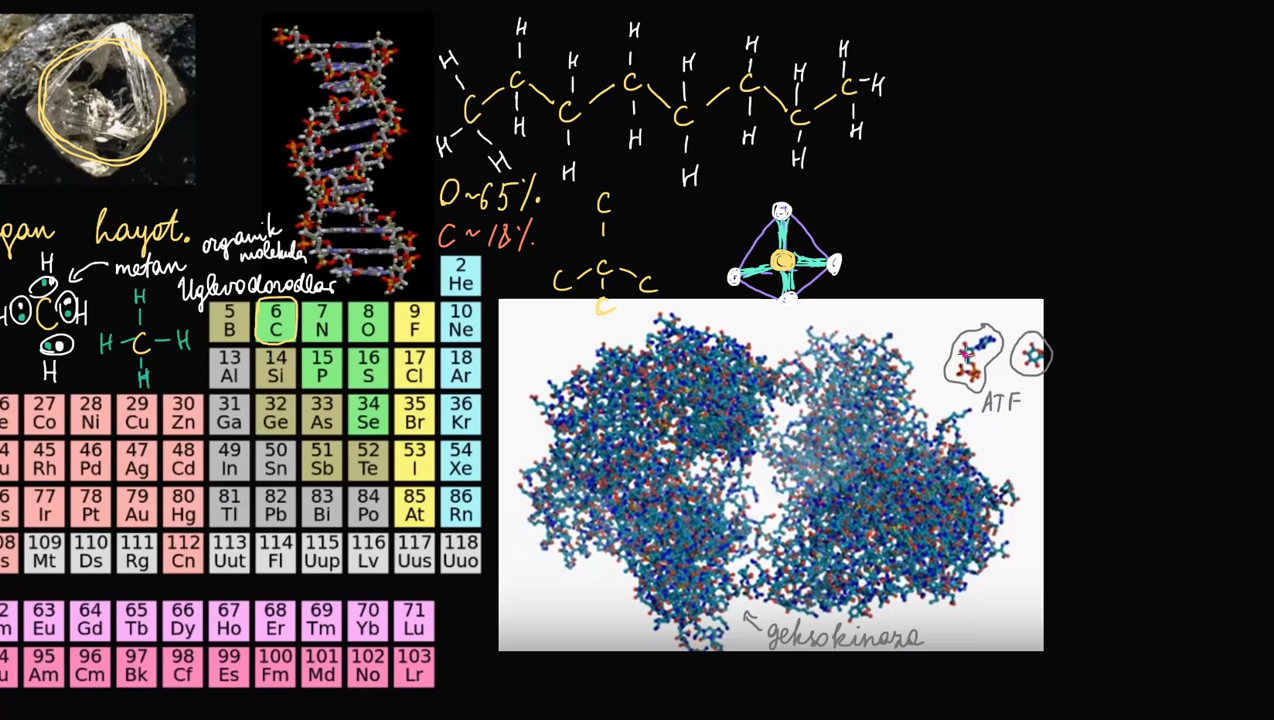 H H
H H H H H H
C C C C C C C C-H
H H H H H H H H H
O ~65%.
C ~18%.
C
C C C
C
gan hayot.
organik
molekula
metan
Uglevodorodlar
H
H C H
H
H
H C H
H
2
He
5 6 7 8 9 10
B C N O F Ne
13 14 15 16 17 18
Al Si P S Cl Ar
27 28 29 30 31 32 33 34 35 36
Co Ni Cu Zn Ga Ge As Se Br Kr
45 46 47 48 49 50 51 52 53 54
Rh Pd Ag Cd In Sn Sb Te I Xe
77 78 79 80 81 82 83 84 85 86
Ir Pt Au Hg Tl Pb Bi Po At Rn
109 110 111 112 113 114 115 116 117 118
Mt Ds Rg Cn Uut Fl Uup Lv Uus Uuo
63 64 65 66 67 68 69 70 71
Eu Gd Tb Dy Ho Er Tm Yb Lu
95 96 97 98 99 100 101 102 103
Am Cm Bk Cf Es Fm Md No Lr
ATF
geksokinaza